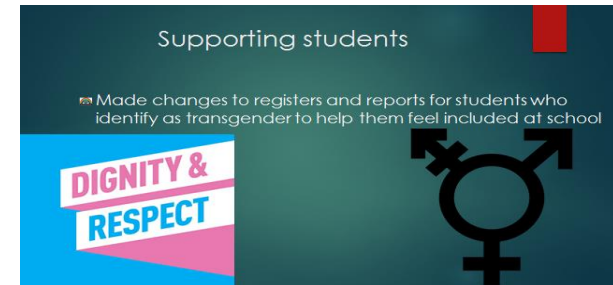 Supporting students
Made changes to registers and reports for students who
identify as transgender to help them feel included at school
DIGNITY &
RESPECT